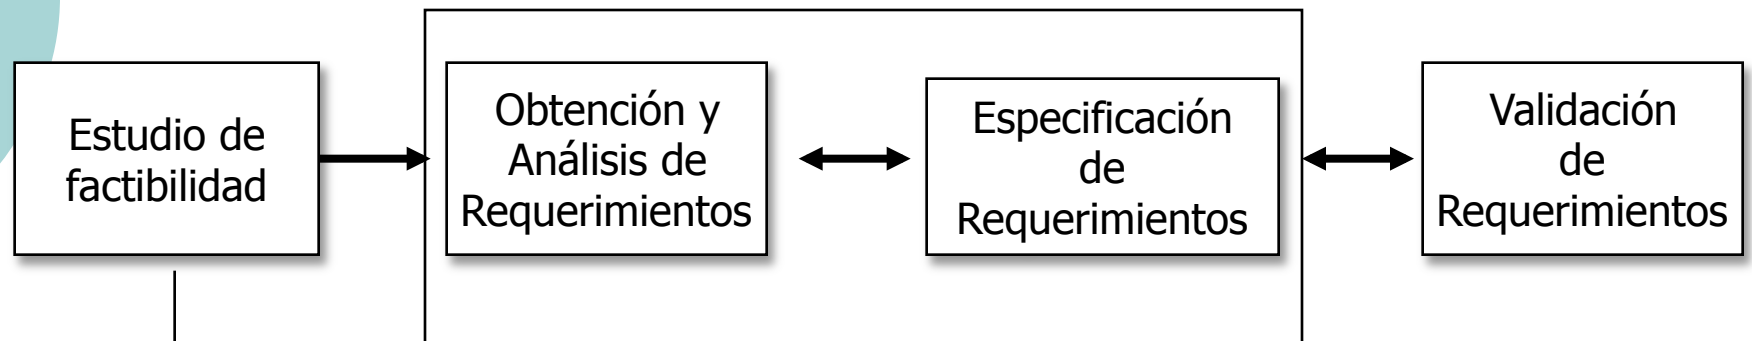 Estudio de
factibilidad
Obtención y
Análisis de
Requerimientos
Especificación
de
Requerimientos
Validación
de
Requerimientos